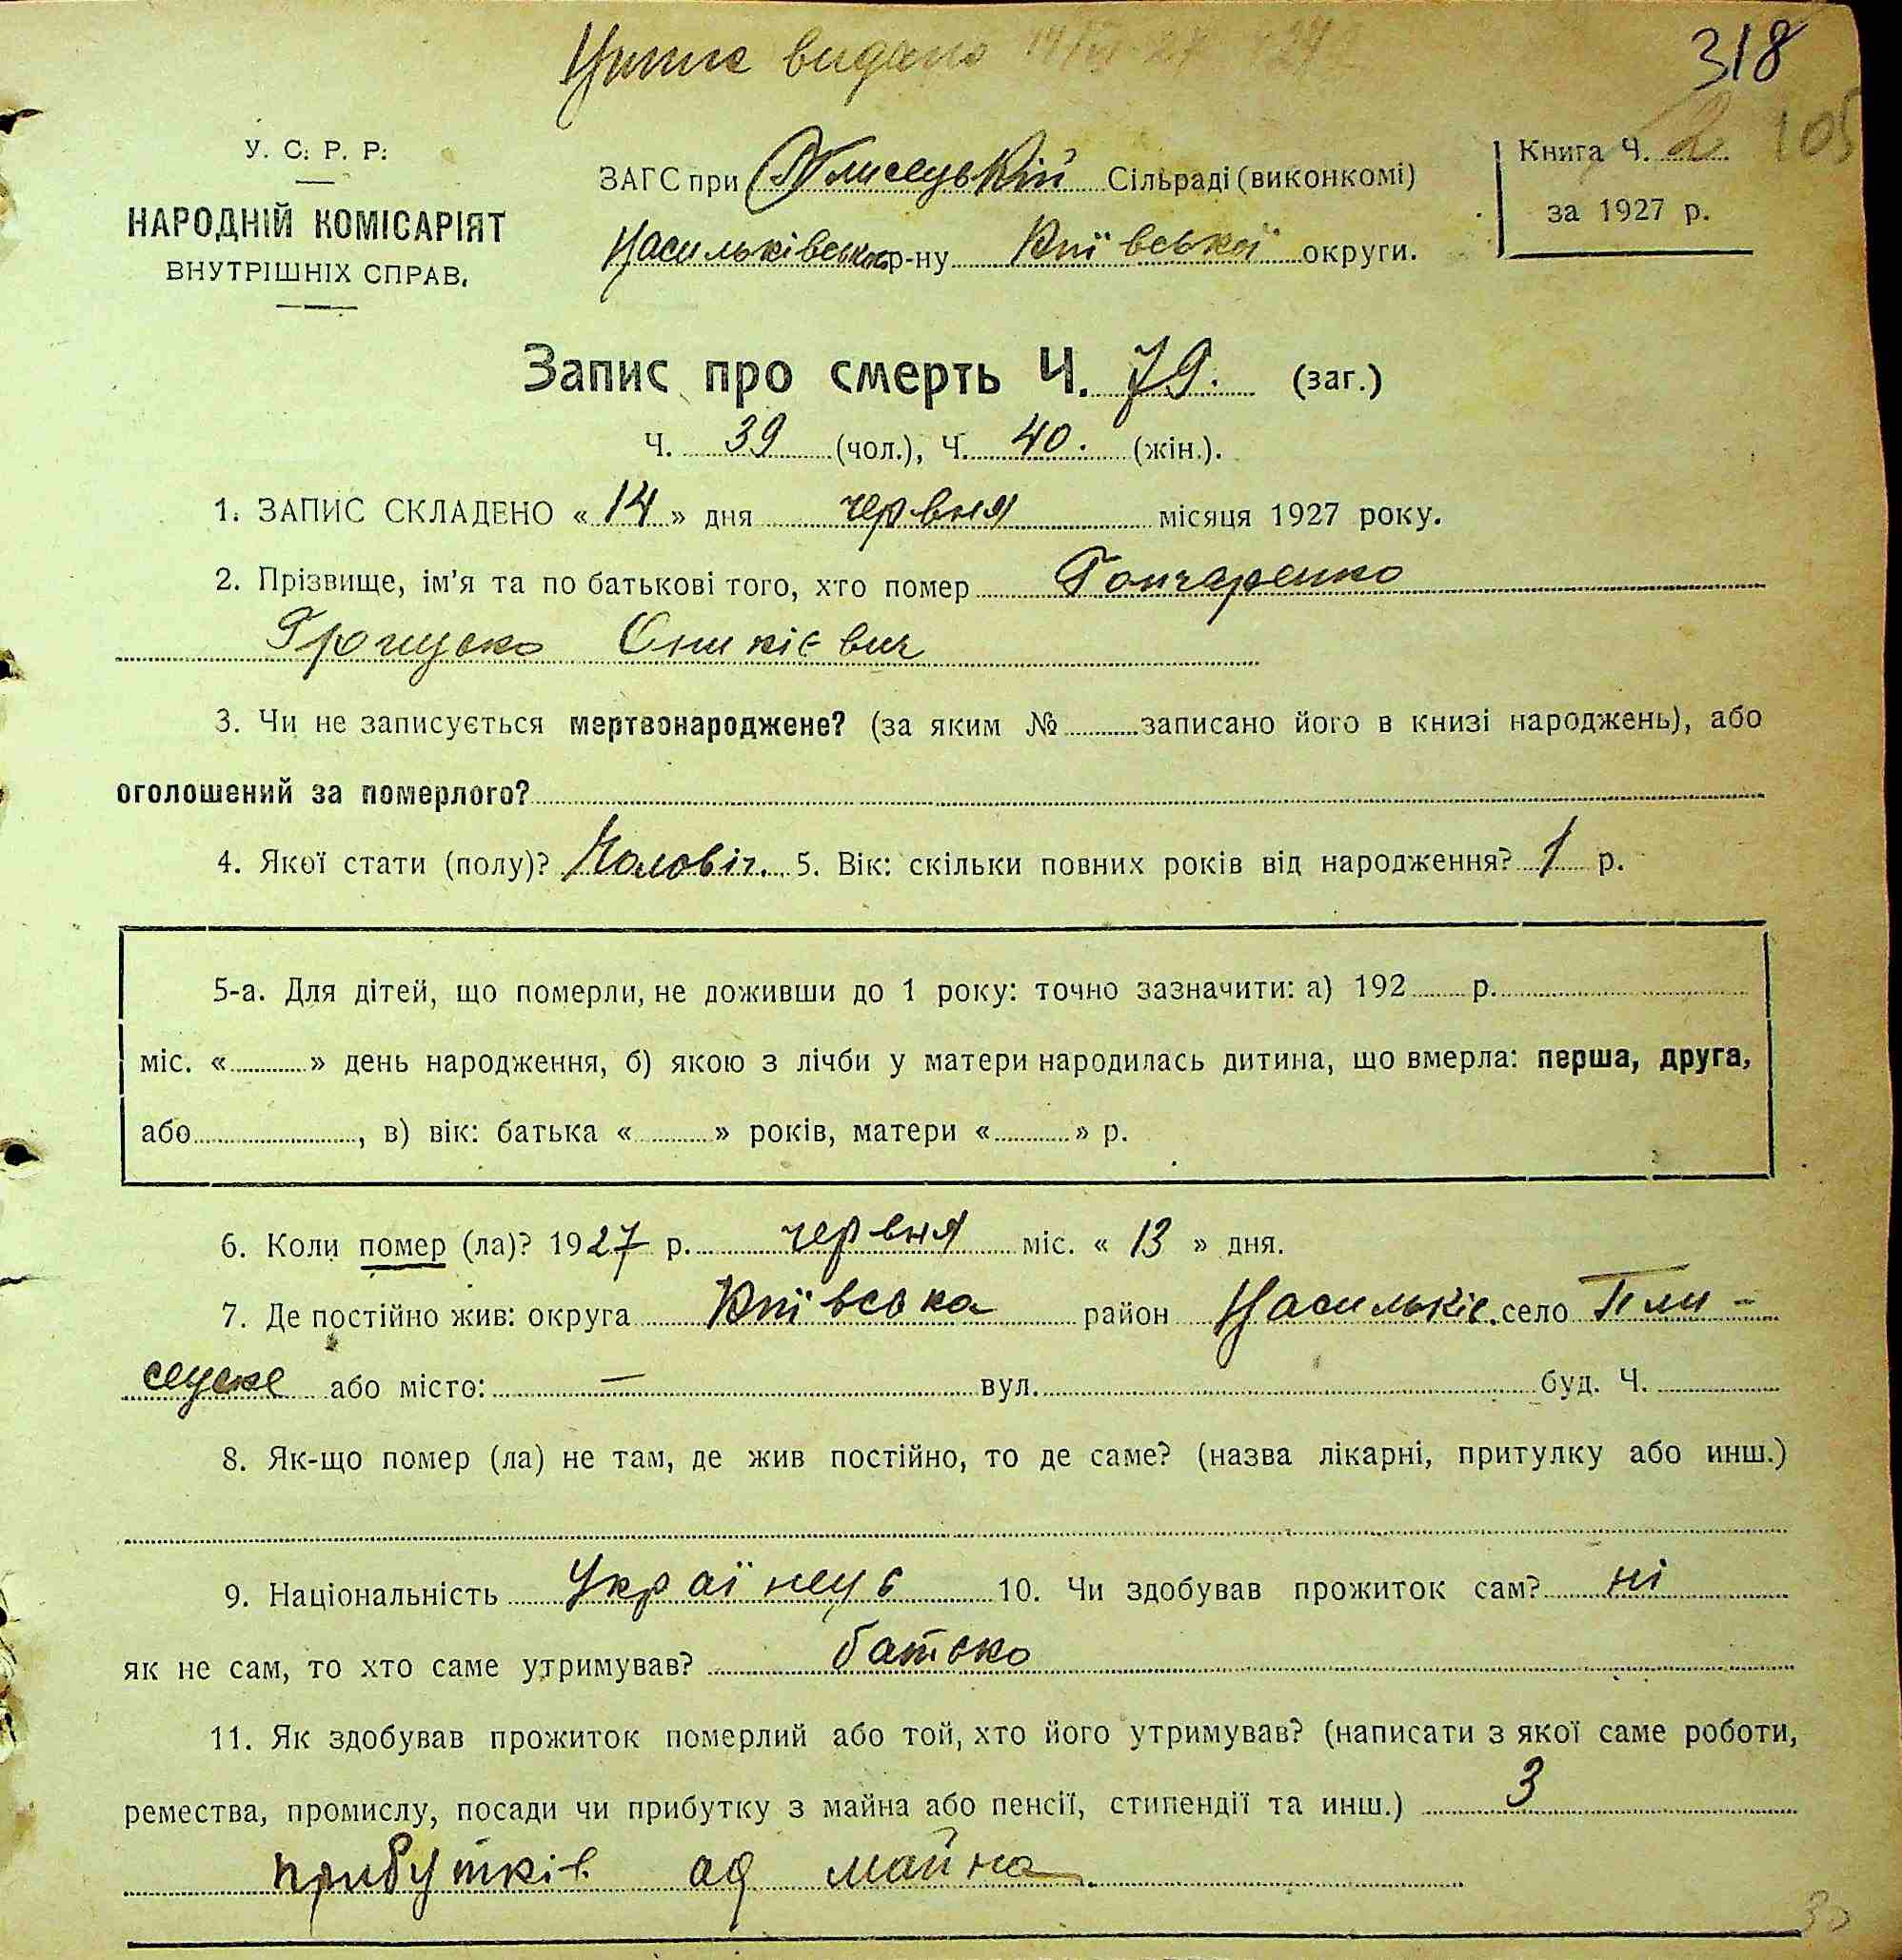 видано
318
105
У. С. Р. Р.
НАРОДНІЙ КОМІСАРІЯТ
ВНУТРІШНІХ СПРАВ.
ЗАГС при Плисецькій Сільраді (виконкомі)
Васильківського р-ну Київської округи.
Книга Ч. 2
за 1927 р.
Запис про смерть Ч. 79. (заг.)
Ч. 39 (чол.), Ч. 40. (жін.).
1. ЗАПИС СКЛАДЕНО « 14 » дня червня місяця 1927 року.
2. Прізвище, ім'я та по батькові того, хто помер Гончаренко
Грицько
3. Чи не записується мертвонароджене? (за яким № записано його в книзі народжень), або
оголошений за померлого?
4. Якої стати (полу)? Чоловіч. 5. Вік: скільки повних років від народження? 1 р.
5-а. Для дітей, що померли, не доживши до 1 року: точно зазначити: а) 192 р.
міс. « » день народження, б) якою з лічби у матери народилась дитина, що вмерла: перша, друга,
або , в) вік: батька « » років, матери « » р.
6. Коли помер (ла)? 1927 р. червня міс. « 13 » дня.
7. Де постійно жив: округа Київська район Васильків. село Пли-
сецьке або місто: — вул. буд. Ч.
8. Як-що помер (ла) не там, де жив постійно, то де саме? (назва лікарні, притулку або инш.)
9. Національність Українець 10. Чи здобував прожиток сам? ні
як не сам, то хто саме утримував? батько
11. Як здобував прожиток померлий або той, хто його утримував? (написати з якої саме роботи,
ремества, промислу, посади чи прибутку з майна або пенсії, стипендії та инш.) З
прибутків од майна.